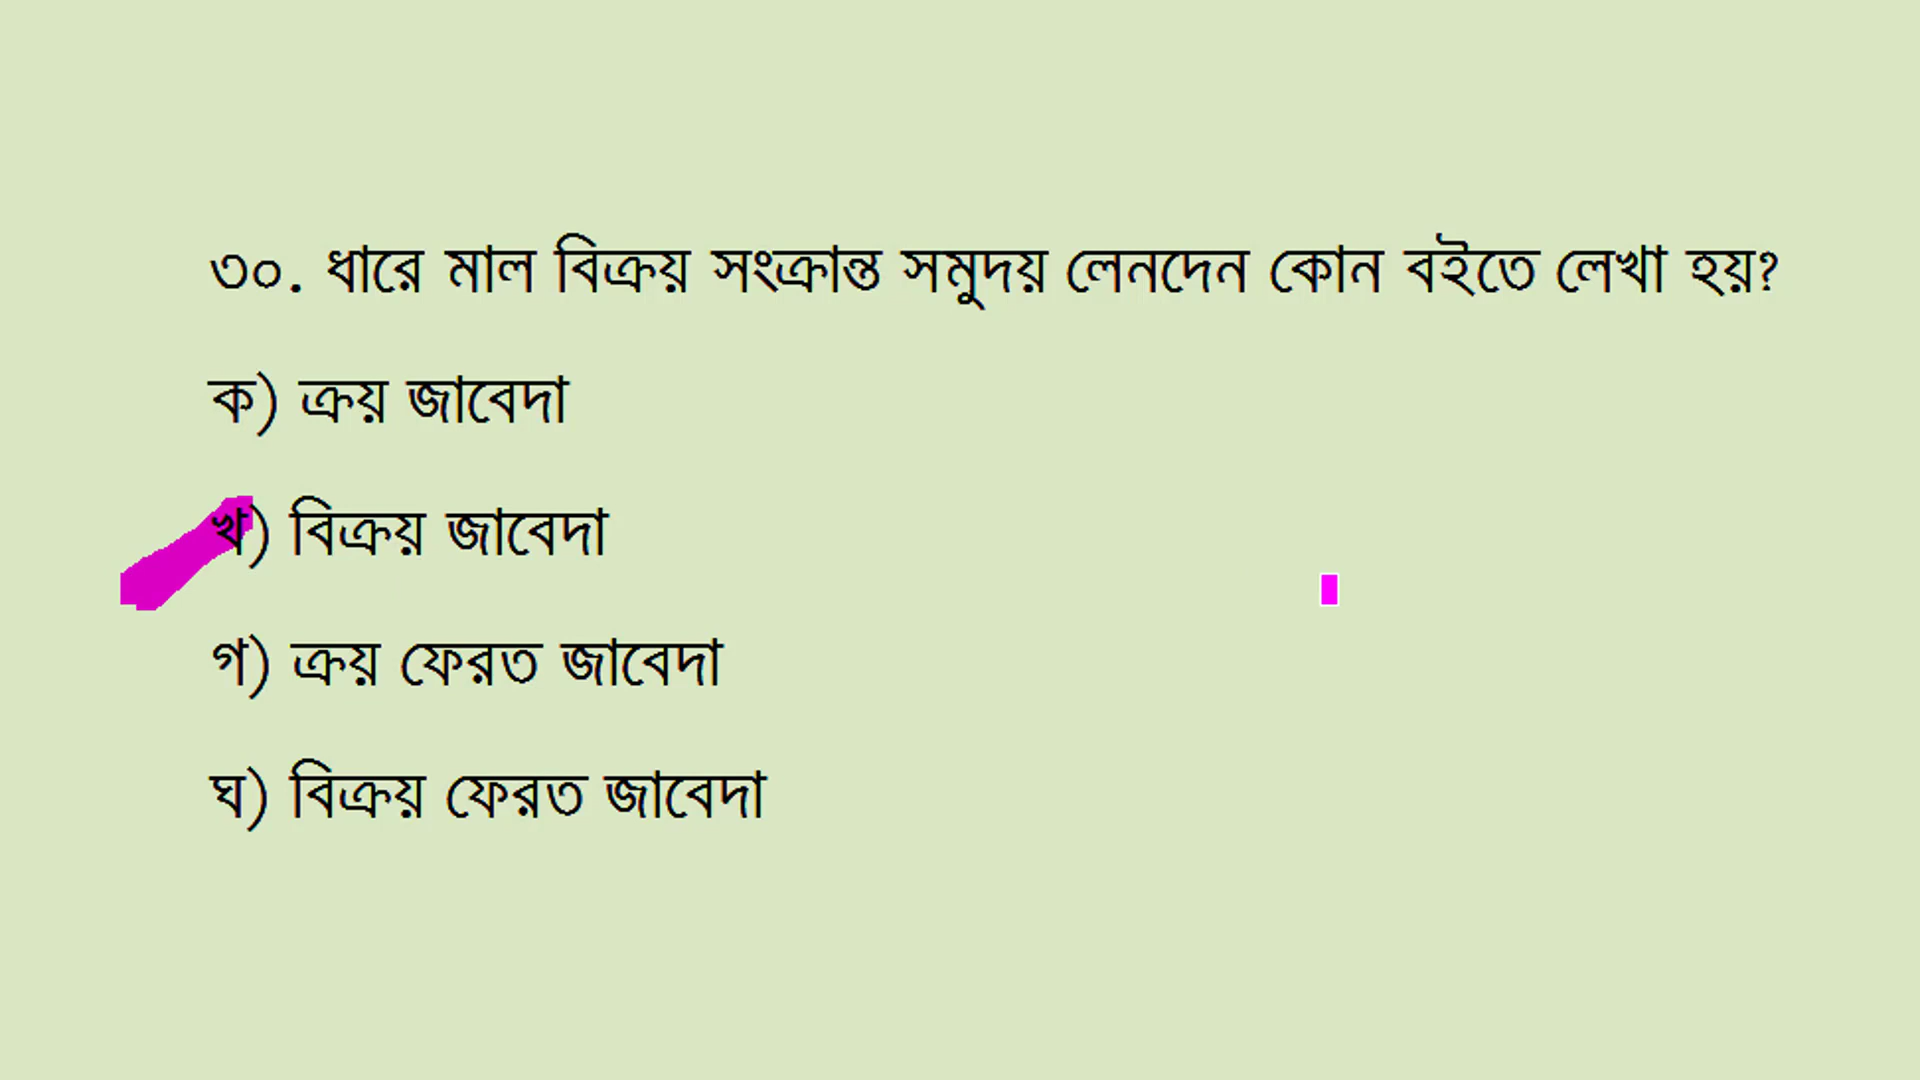 ৩০. ধারে মাল বিক্রয় সংক্রান্ত সমুদয় লেনদেন কোন বইতে লেখা হয়?
ক) ক্রয় জাবেদা
খ) বিক্রয় জাবেদা
গ) ক্রয় ফেরত জাবেদা
ঘ) বিক্রয় ফেরত জাবেদা